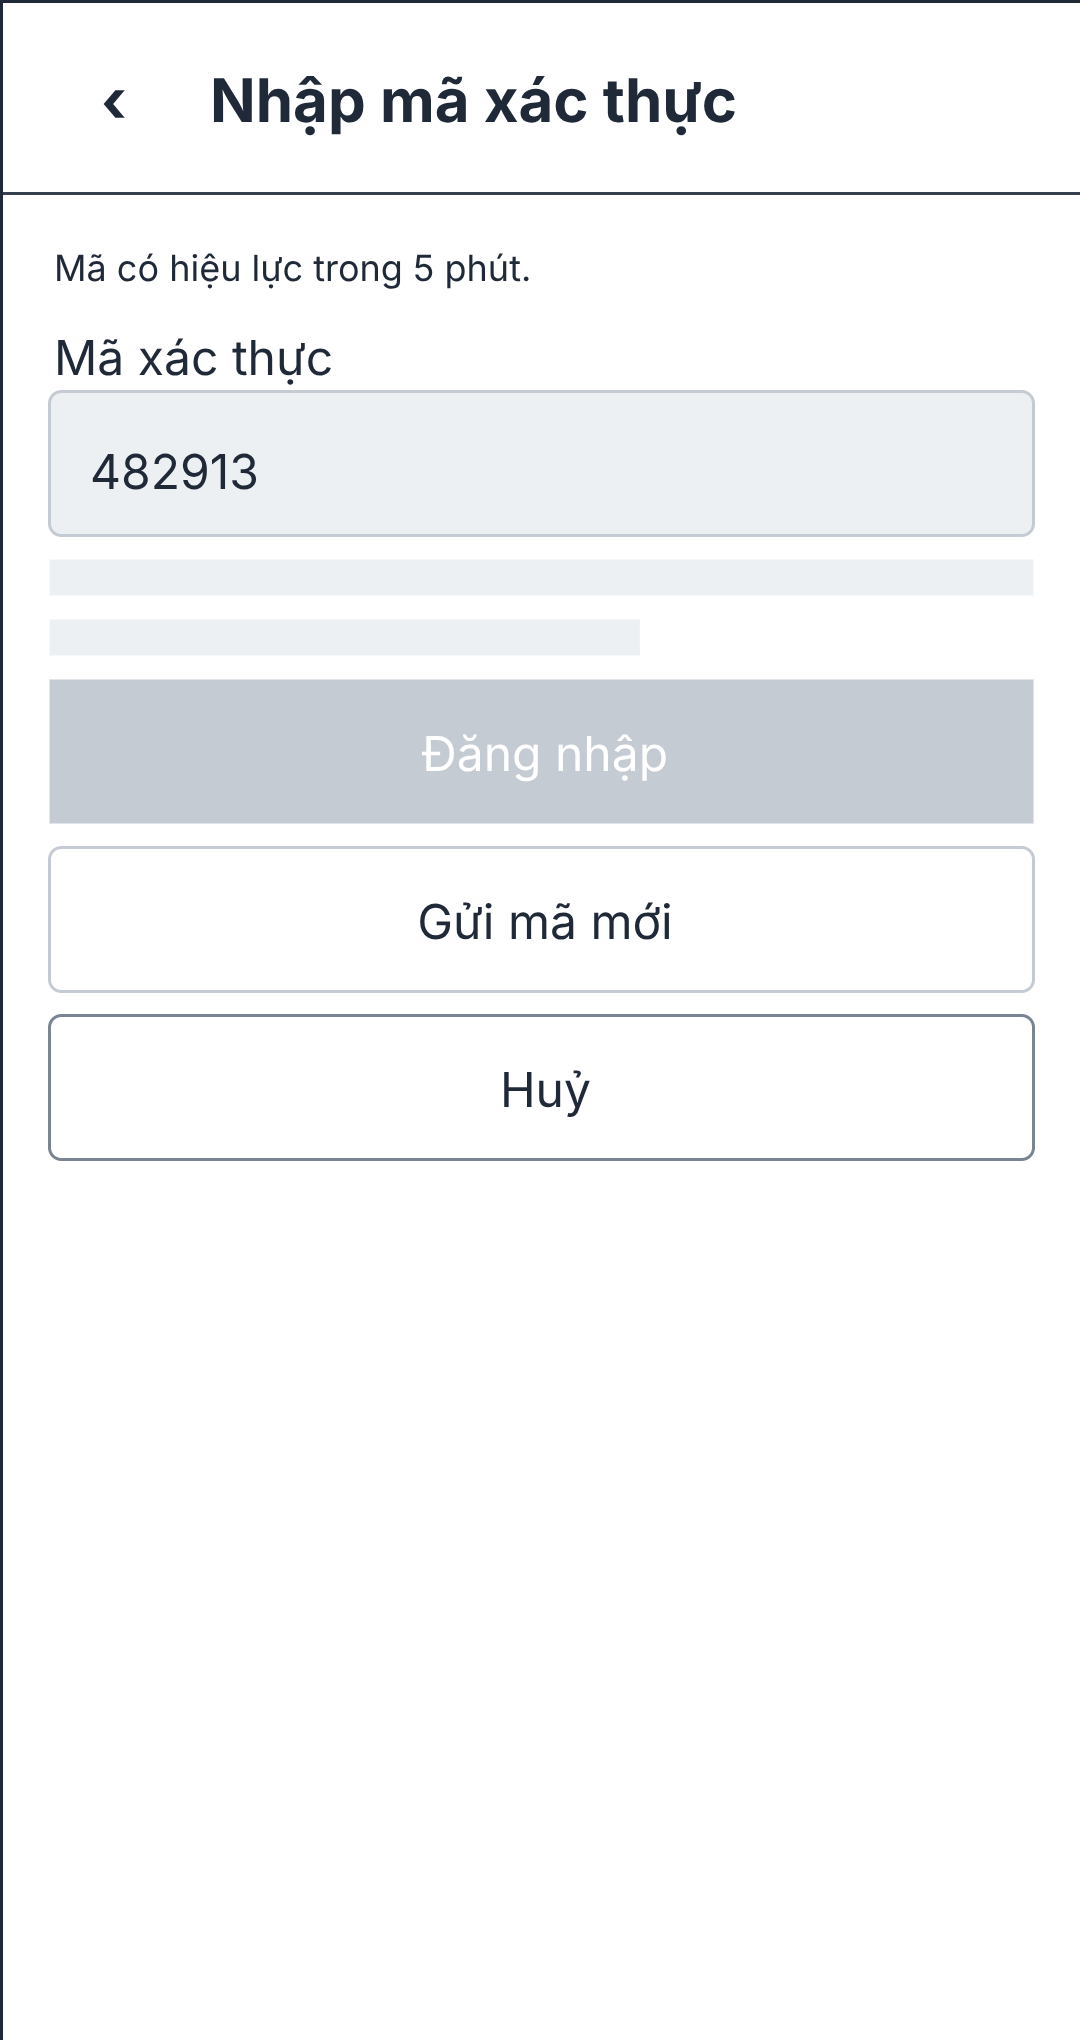 ‹ Nhập mã xác thực
Mã có hiệu lực trong 5 phút.
Mã xác thực
482913
Đăng nhập
Gửi mã mới
Huỷ